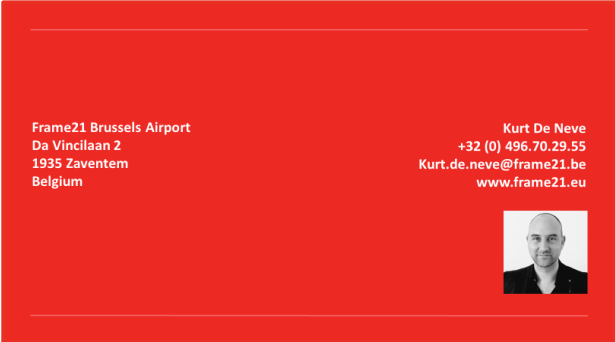 Frame21 Brussels Airport
Da Vincilaan 2
1935 Zaventem
Belgium
Kurt De Neve
+32 (0) 496.70.29.55
Kurt.de.neve@frame21.be
www.frame21.eu